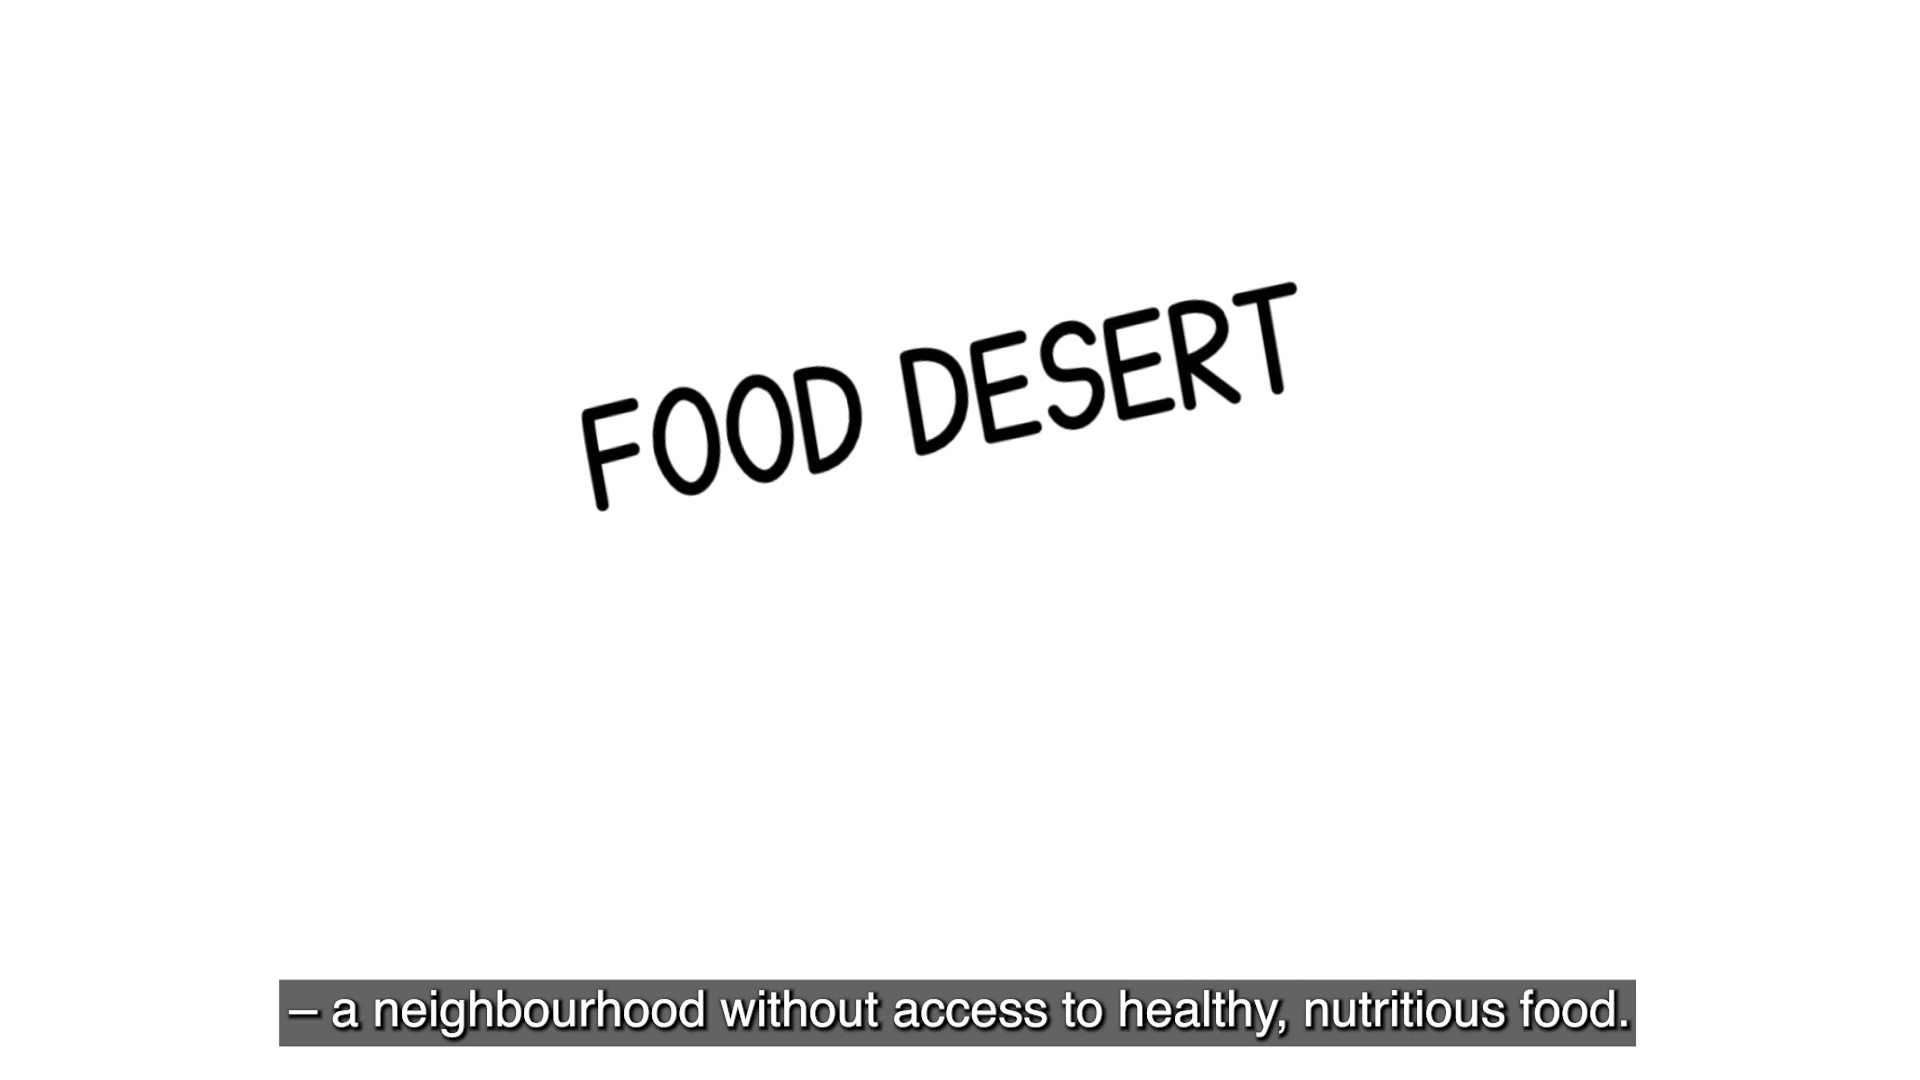 FOOD DESERT
– a neighbourhood without access to healthy, nutritious food.